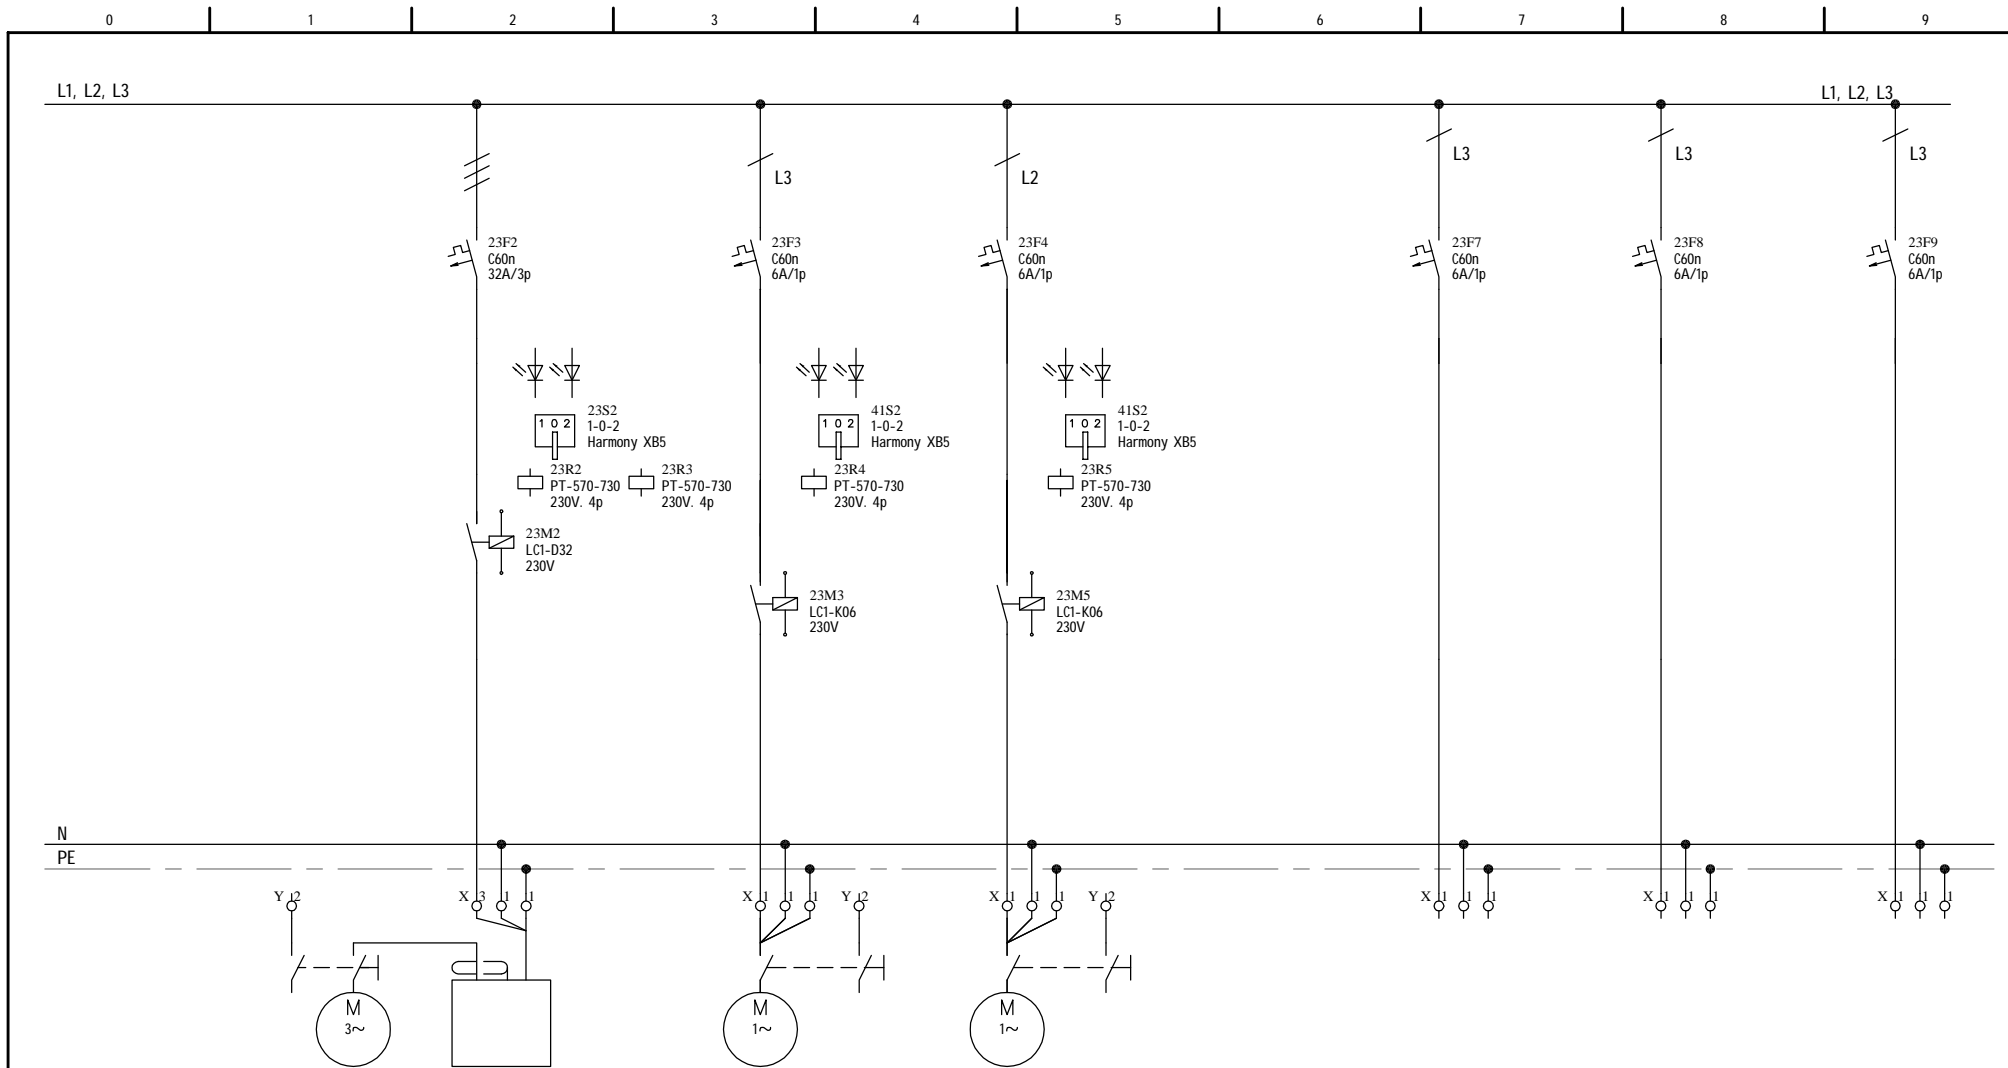 0 1 2 3 4 5 6 7 8 9
L1, L2, L3
L1, L2, L3
L3
L2
L3
L3
L3
23F2
C60n
32A/3p
23F3
C60n
6A/1p
23F4
C60n
6A/1p
23F7
C60n
6A/1p
23F8
C60n
6A/1p
23F9
C60n
6A/1p
1 0 2
23S2
1-0-2
Harmony XB5
1 0 2
41S2
1-0-2
Harmony XB5
1 0 2
41S2
1-0-2
Harmony XB5
23R2
PT-570-730
230V. 4p
23R3
PT-570-730
230V. 4p
23R4
PT-570-730
230V. 4p
23R5
PT-570-730
230V. 4p
23M2
LC1-D32
230V
23M3
LC1-K06
230V
23M5
LC1-K06
230V
N
PE
Y 2
X 3 1 1
X 1 1 1
Y 2
X 1 1 1
Y 2
X 1 1 1
X 1 1 1
X 1 1 1
M
3~
M
1~
M
1~